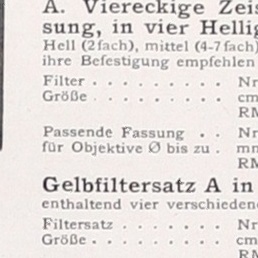 A. Viereckige Zeis
sung, in vier Hellig
Hell (2fach), mittel (4-7fach)
ihre Befestigung empfehlen
Filter . . . . . . . . Nr
Größe . . . . . . . . cm
RM
Passende Fassung . . Nr
für Objektive Ø bis zu . mm
RM
Gelbfiltersatz A in
enthaltend vier verschieden
Filtersatz . . . . . . Nr
Größe . . . . . . . . cm
RM